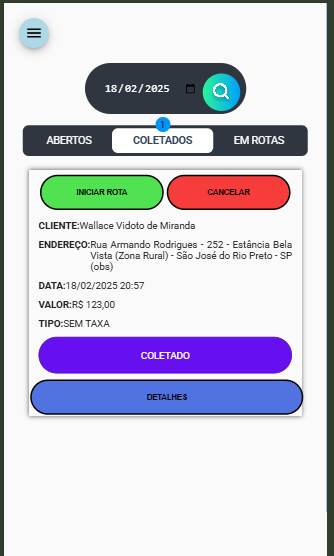 18/02/2025
1
ABERTOS COLETADOS EM ROTAS
INICIAR ROTA CANCELAR
CLIENTE:Wallace Vidoto de Miranda
ENDEREÇO:Rua Armando Rodrigues - 252 - Estância Bela
Vista (Zona Rural) - São José do Rio Preto - SP
(obs)
DATA:18/02/2025 20:57
VALOR:R$ 123,00
TIPO:SEM TAXA
COLETADO
DETALHES